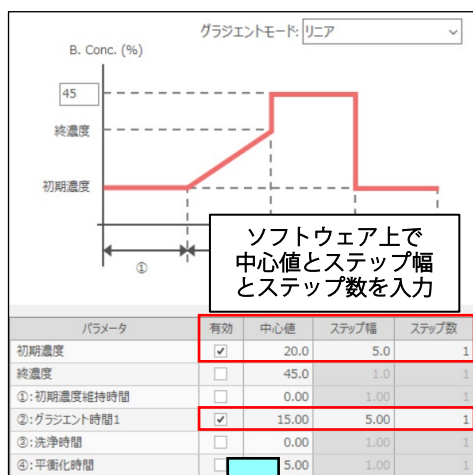 グラジエントモード: リニア
B. Conc. (%)
45
終濃度
初期濃度
①
ソフトウェア上で
中心値とステップ幅
とステップ数を入力
パラメータ 有効 中心値 ステップ幅 ステップ数
初期濃度 20.0 5.0 1
終濃度 45.0 1.0 1
①:初期濃度維持時間 0.00 1.00 1
②:グラジエント時間1 15.00 5.00 1
③:洗浄時間 0.00 1.00 1
④:平衡化時間 5.00 1.00 1